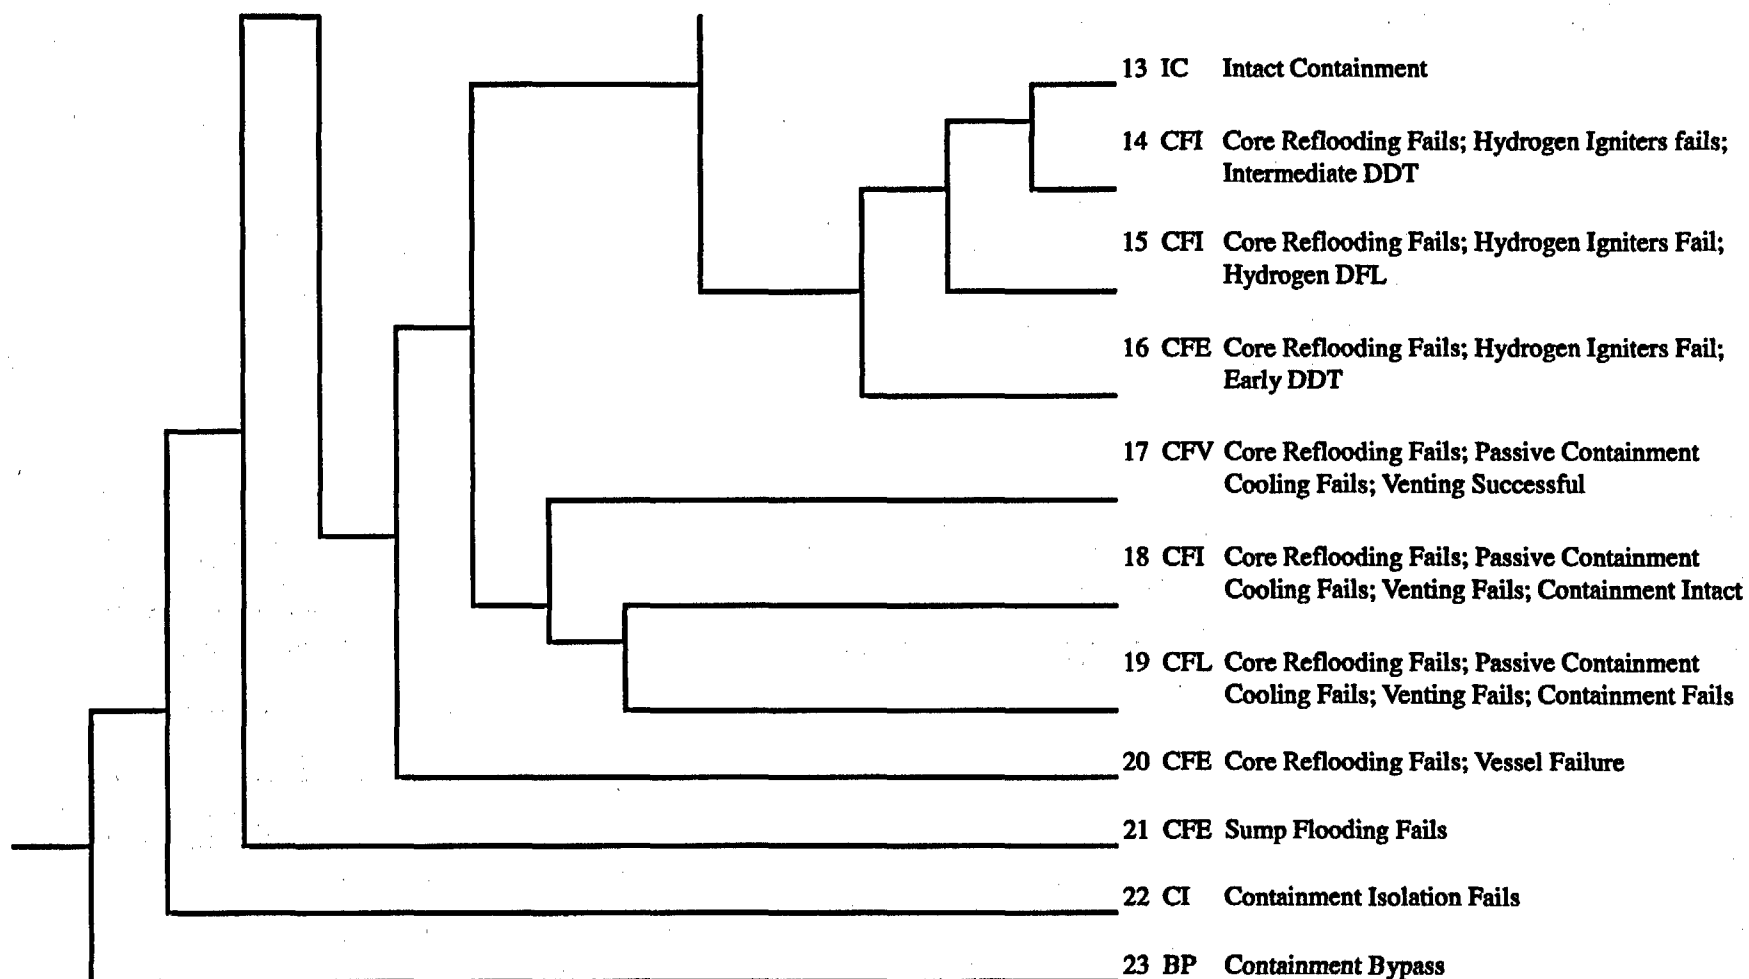 13 IC Intact Containment
14 CFI Core Reflooding Fails; Hydrogen Igniters fails;
Intermediate DDT
15 CFI Core Reflooding Fails; Hydrogen Igniters Fail;
Hydrogen DFL
16 CFE Core Reflooding Fails; Hydrogen Igniters Fail;
Early DDT
17 CFV Core Reflooding Fails; Passive Containment
Cooling Fails; Venting Successful
18 CFI Core Reflooding Fails; Passive Containment
Cooling Fails; Venting Fails; Containment Intact
19 CFL Core Reflooding Fails; Passive Containment
Cooling Fails; Venting Fails; Containment Fails
20 CFE Core Reflooding Fails; Vessel Failure
21 CFE Sump Flooding Fails
22 CI Containment Isolation Fails
23 BP Containment Bypass